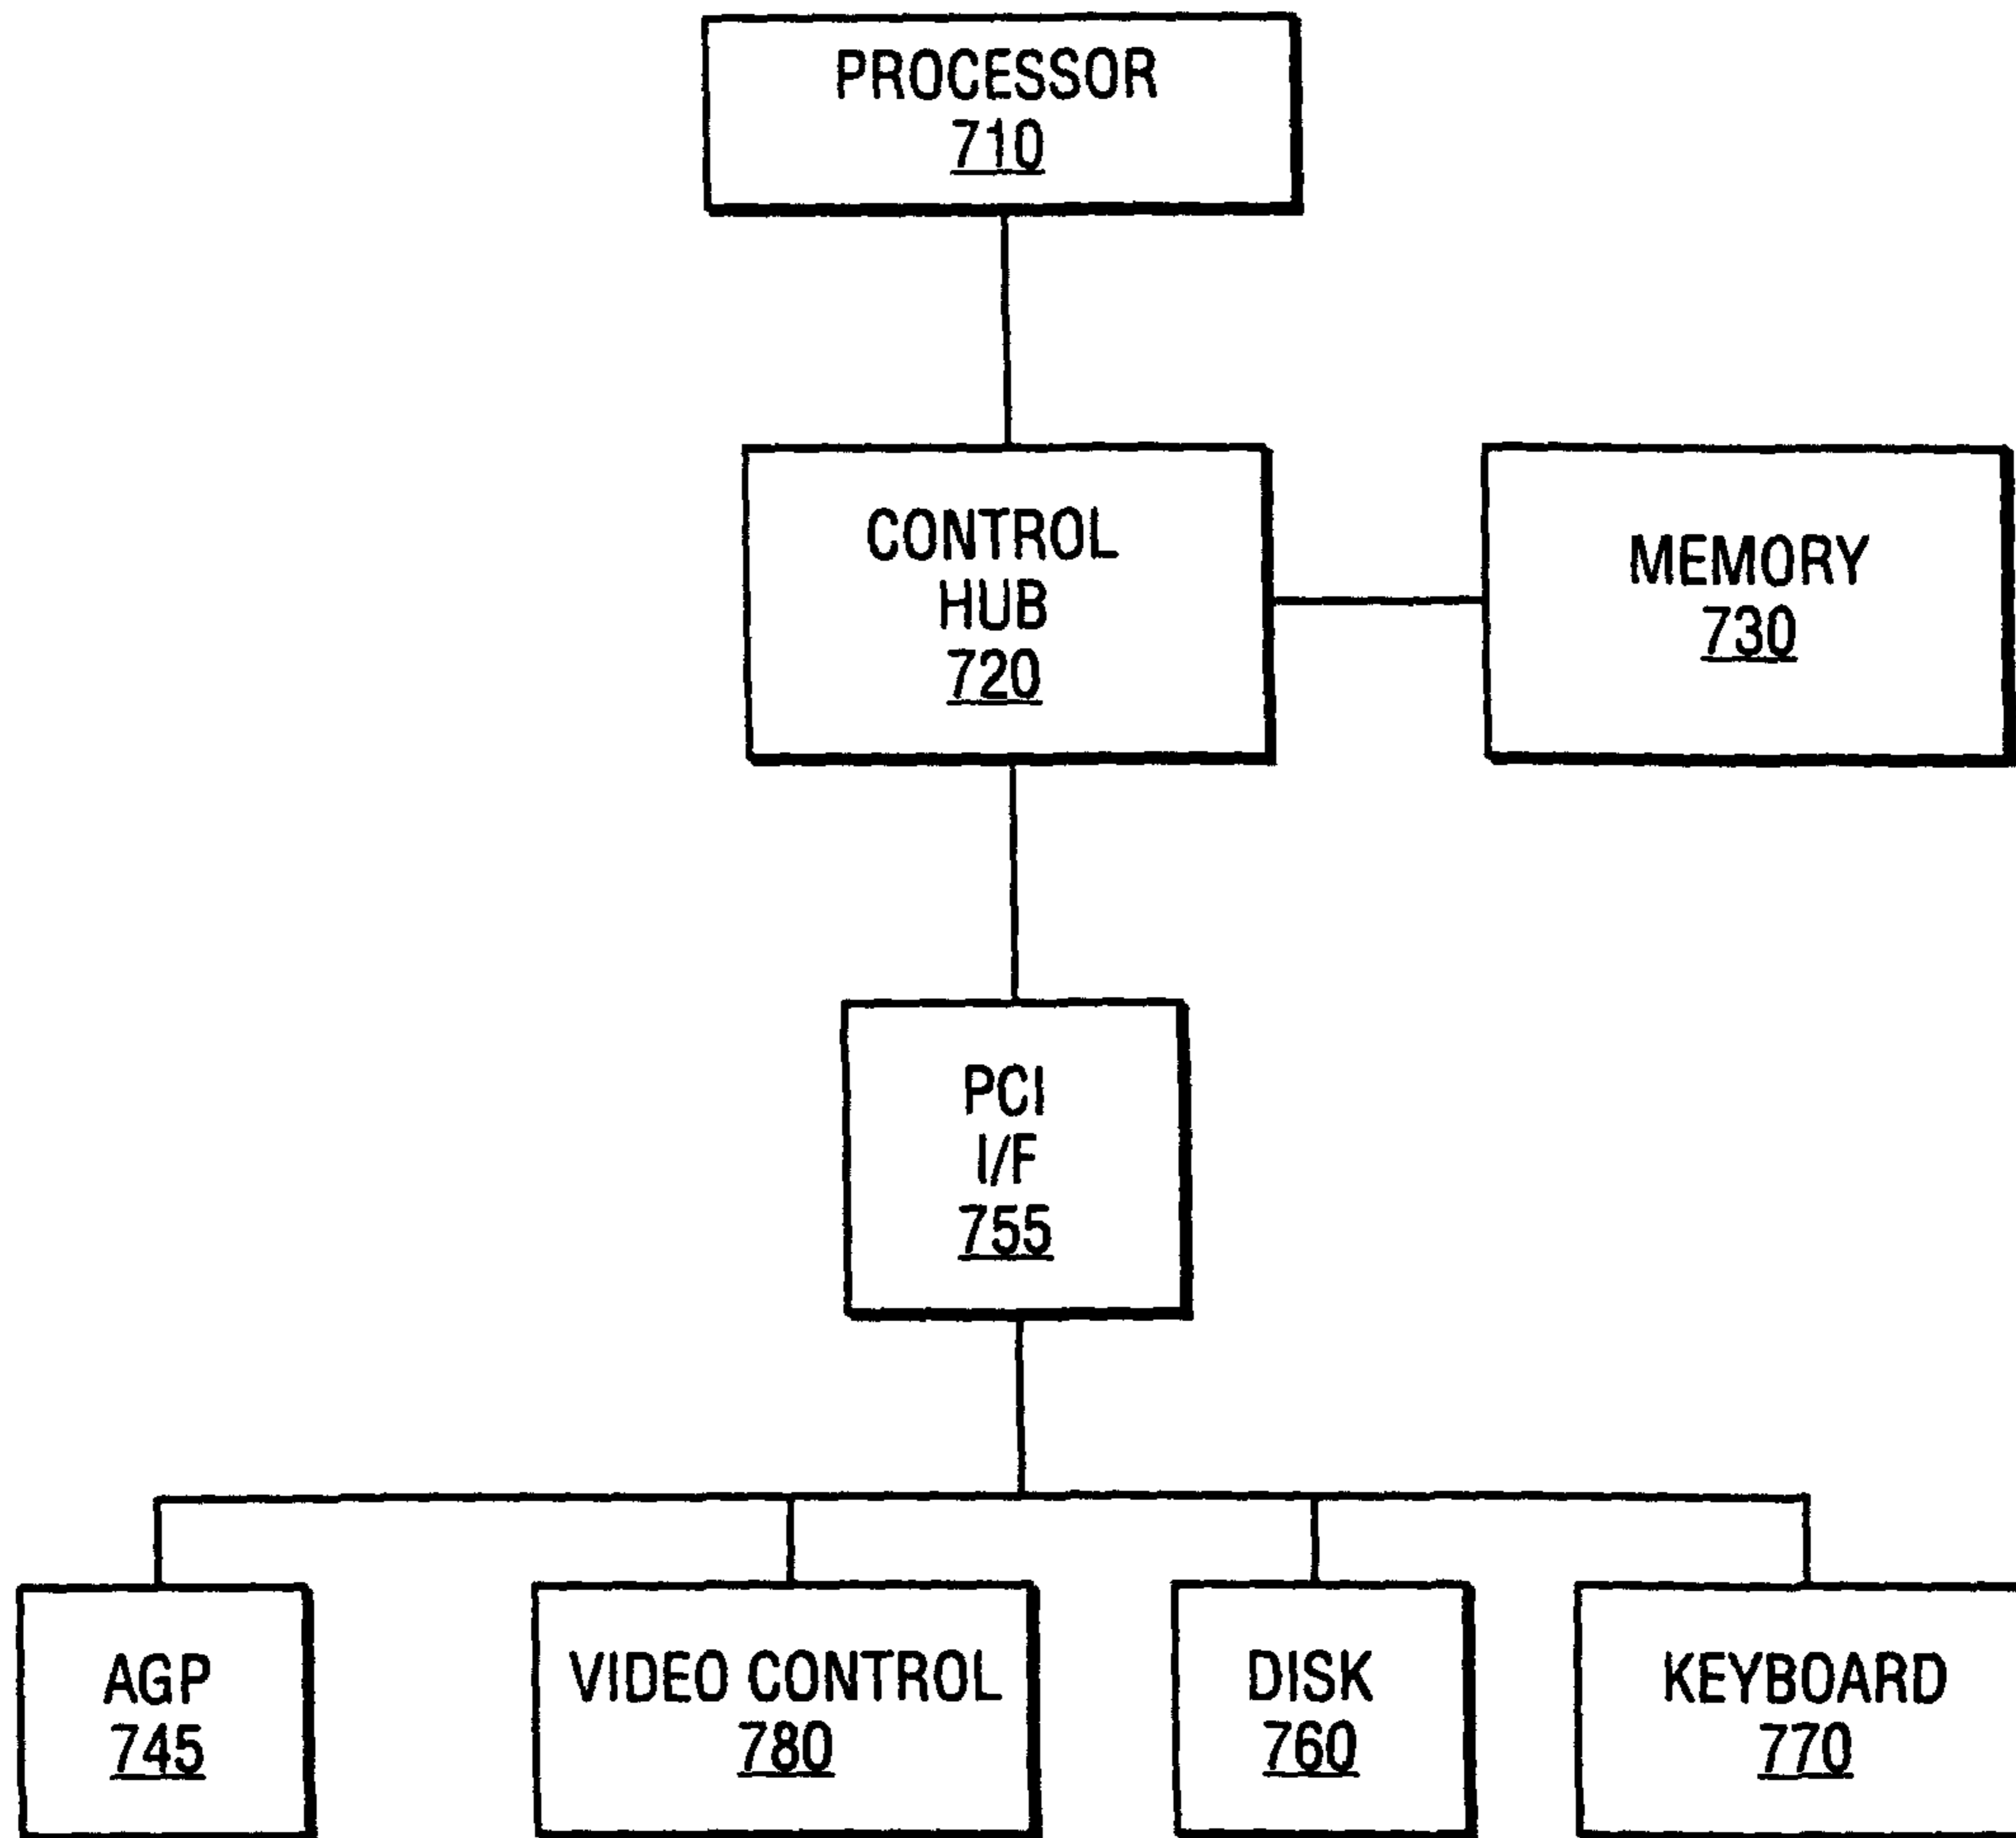 PROCESSOR
710
CONTROL
HUB
720
MEMORY
730
PCI
I/F
755
AGP
745
VIDEO CONTROL
780
DISK
760
KEYBOARD
770